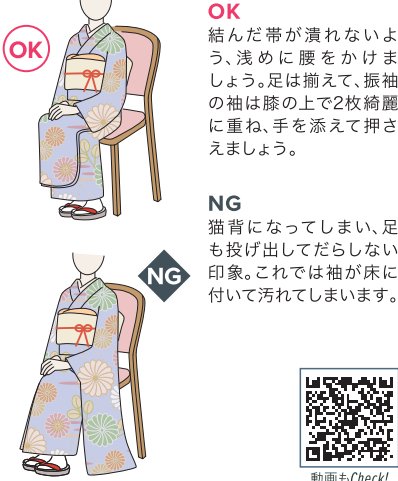 OK
OK
結んだ帯が潰れないよ
う、浅めに腰をかけま
しょう。足は揃えて、振袖
の袖は膝の上で2枚綺麗
に重ね、手を添えて押さ
えましょう。
NG
NG
猫背になってしまい、足
も投げ出してだらしない
印象。これでは袖が床に
付いて汚れてしまいます。
動画もCheck!